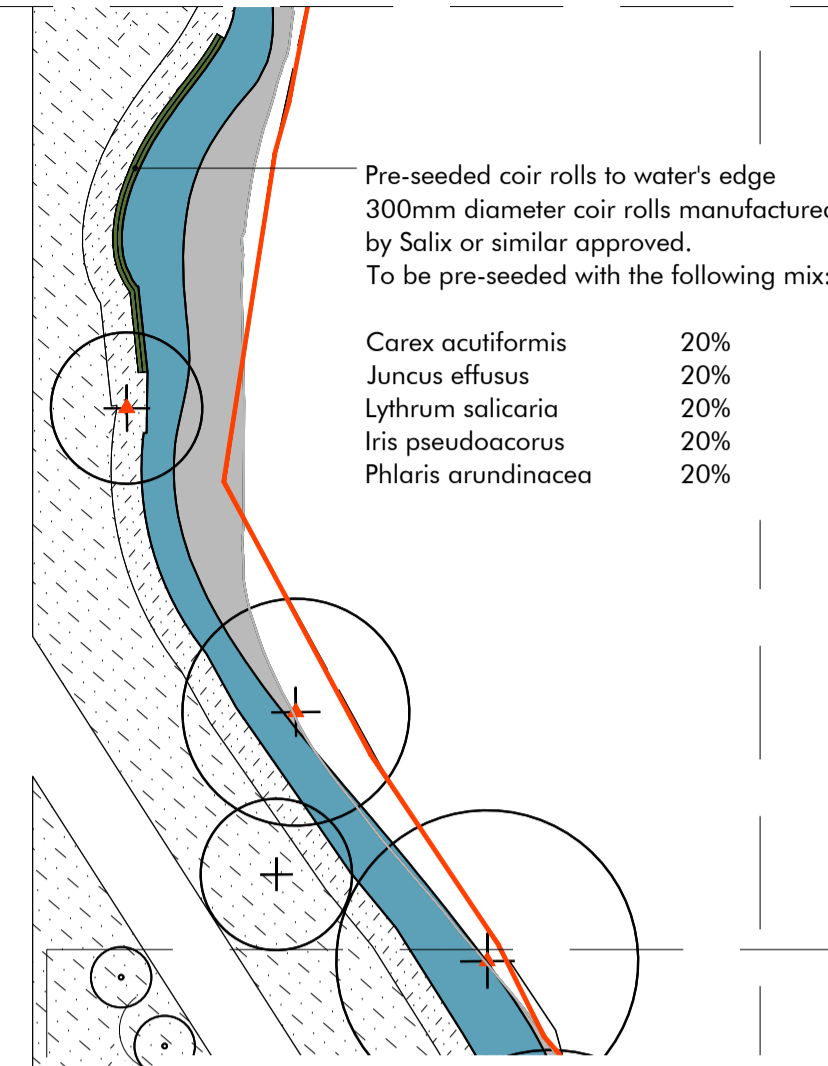 Pre-seeded coir rolls to water's edge
300mm diameter coir rolls manufactured
by Salix or similar approved.
To be pre-seeded with the following mix:
Carex acutiformis 20%
Juncus effusus 20%
Lythrum salicaria 20%
Iris pseudoacorus 20%
Phlaris arundinacea 20%